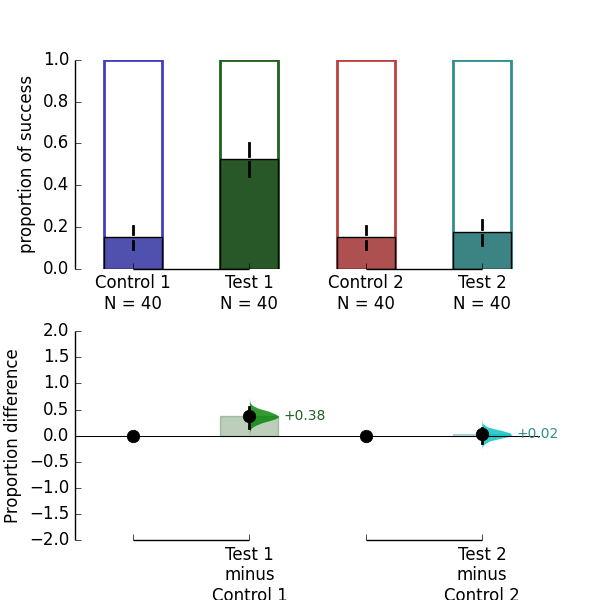 proportion of success
1.0
0.8
0.6
0.4
0.2
0.0
Control 1
N = 40
Test 1
N = 40
Control 2
N = 40
Test 2
N = 40
Proportion difference
2.0
1.5
1.0
0.5
0.0
−0.5
−1.0
−1.5
−2.0
+0.38
+0.02
Test 1
minus
Control 1
Test 2
minus
Control 2